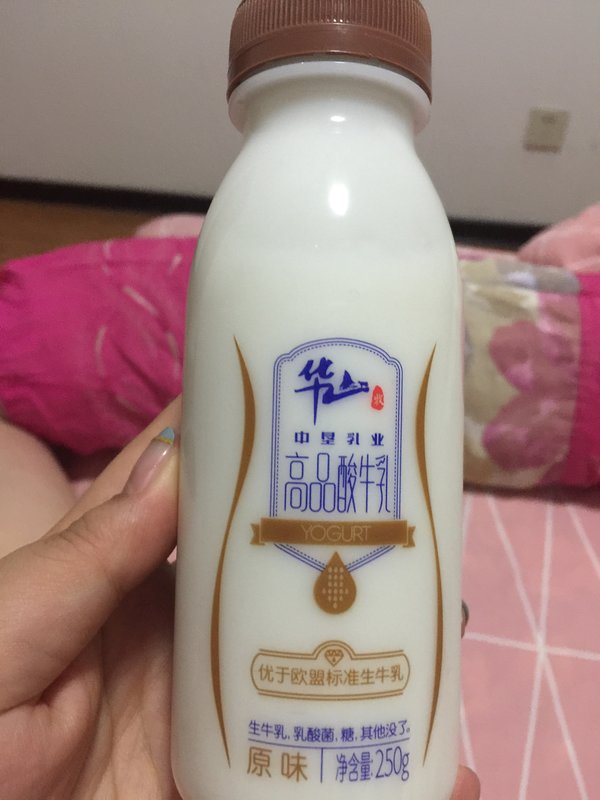 华山
牧
中垦乳业
高品酸牛乳
YOGURT
优于欧盟标准生牛乳
生牛乳,乳酸菌,糖,其他没了。
原味
净含量:250g